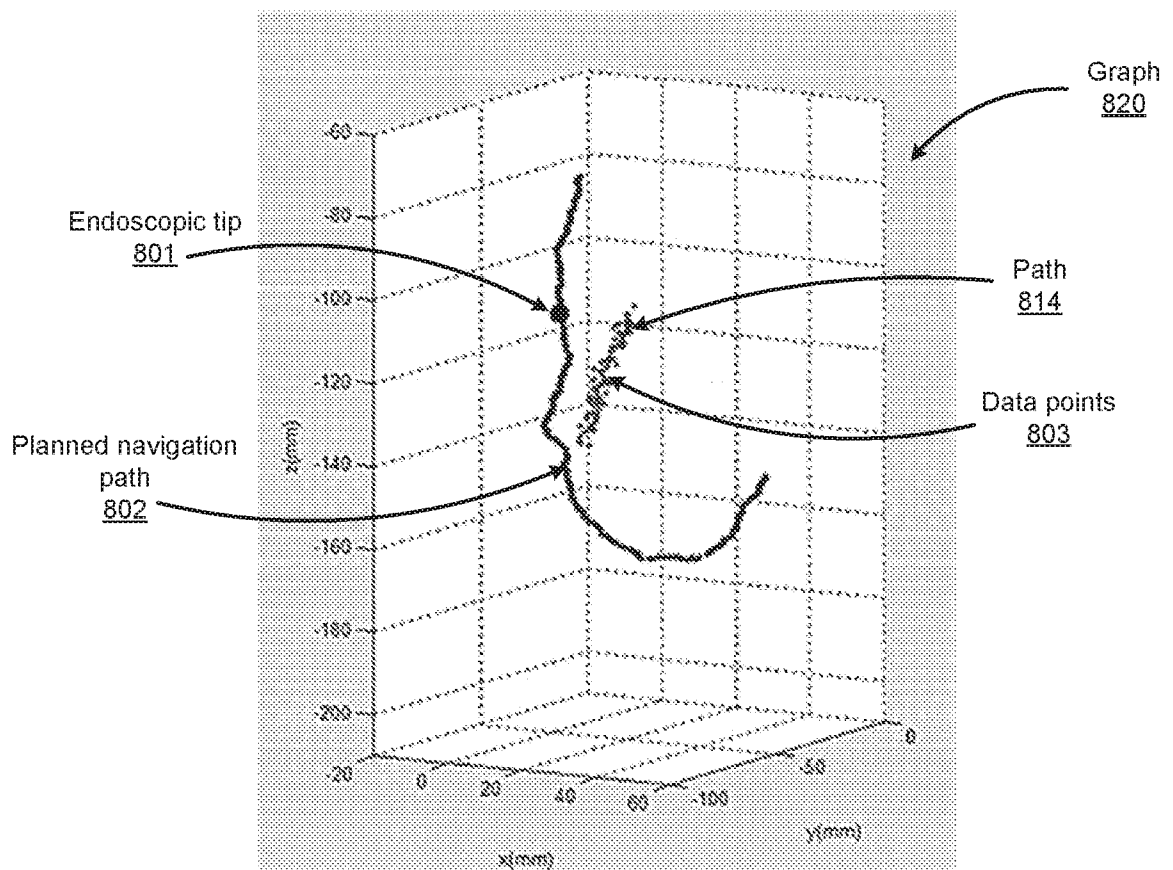 Graph
820
Endoscopic tip
801
Path
814
Data points
803
Planned navigation
path
802
-60
-80
-100
-120
-140
-160
-180
-200
z(mm)
-20
0
20
40
60
x(mm)
-100
-50
0
y(mm)